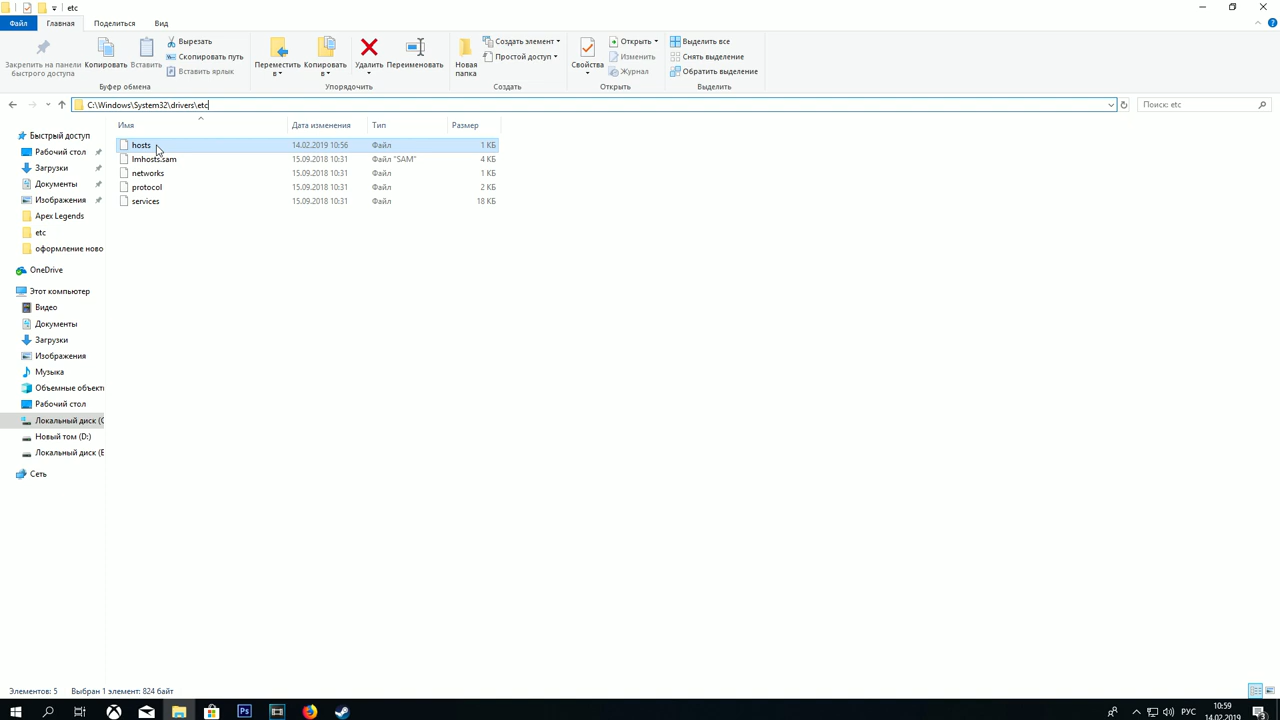 etc
Файл Главная Поделиться Вид
Закрепить на панели быстрого доступа
Копировать
Вставить
Вырезать
Скопировать путь
Вставить ярлык
Буфер обмена
Переместить в
Копировать в
Удалить
Переименовать
Упорядочить
Новая папка
Создать элемент
Простой доступ
Создать
Свойства
Открыть
Изменить
Журнал
Открыть
Выделить все
Снять выделение
Обратить выделение
Выделить
C:\Windows\System32\drivers\etc
Поиск: etc
Имя Дата изменения Тип Размер
hosts 14.02.2019 10:56 Файл 1 КБ
lmhosts.sam 15.09.2018 10:31 Файл "SAM" 4 КБ
networks 15.09.2018 10:31 Файл 1 КБ
protocol 15.09.2018 10:31 Файл 2 КБ
services 15.09.2018 10:31 Файл 18 КБ
Быстрый доступ
Рабочий стол
Загрузки
Документы
Изображения
Apex Legends
etc
оформление ново
OneDrive
Этот компьютер
Видео
Документы
Загрузки
Изображения
Музыка
Объемные объекты
Рабочий стол
Локальный диск (C
Новый том (D:)
Локальный диск (E
Сеть
Элементов: 5 Выбран 1 элемент: 824 байт
Ps
РУС
10:59
14.02.2019